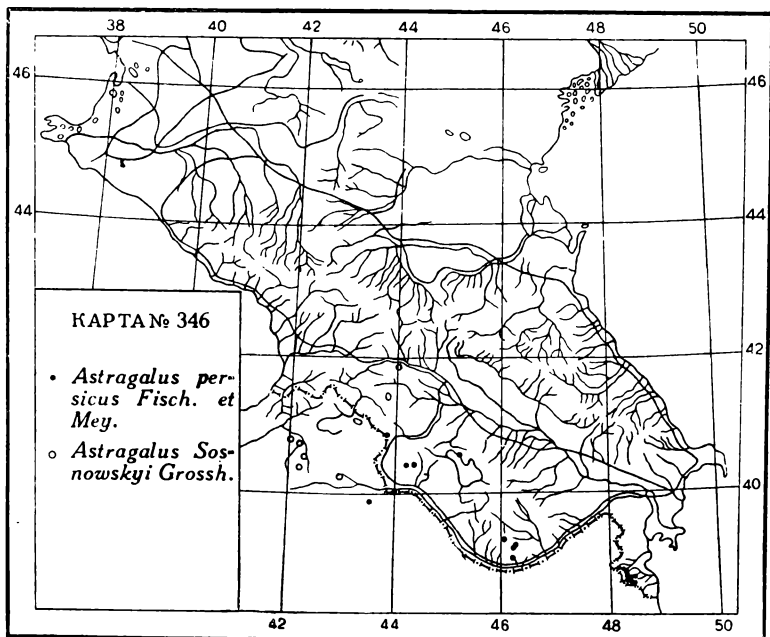 38 40 42 44 46 48 50
46 46
44 44
КАРТА № 346
42
• Astragalus per-
sicus Fisch. et
Mey.
○ Astragalus Sos-
nowskyi Grossh.
40
42 44 46 48 50